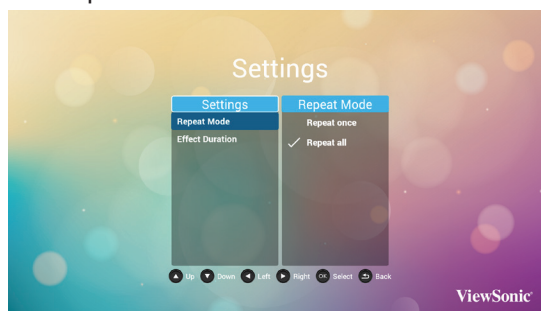 Settings
Settings
Repeat Mode
Repeat Mode
Repeat once
Effect Duration
Repeat all
Up Down Left Right OK Select Back
ViewSonic